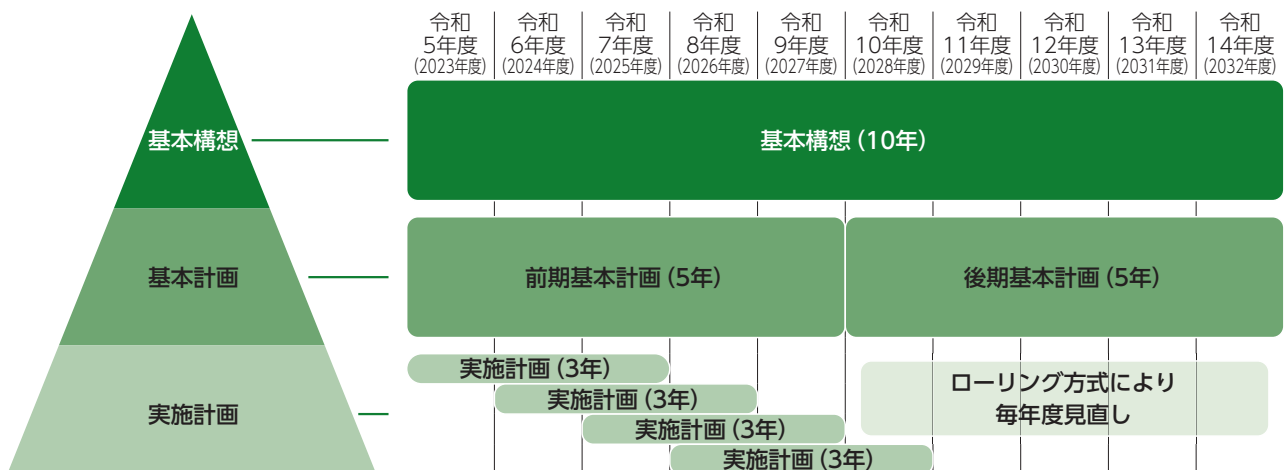 令和
5年度
(2023年度)
令和
6年度
(2024年度)
令和
7年度
(2025年度)
令和
8年度
(2026年度)
令和
9年度
(2027年度)
令和
10年度
(2028年度)
令和
11年度
(2029年度)
令和
12年度
(2030年度)
令和
13年度
(2031年度)
令和
14年度
(2032年度)
基本構想
基本構想 (10年)
基本計画
前期基本計画 (5年)
後期基本計画 (5年)
実施計画
実施計画 (3年)
実施計画 (3年)
実施計画 (3年)
実施計画 (3年)
ローリング方式により
毎年度見直し